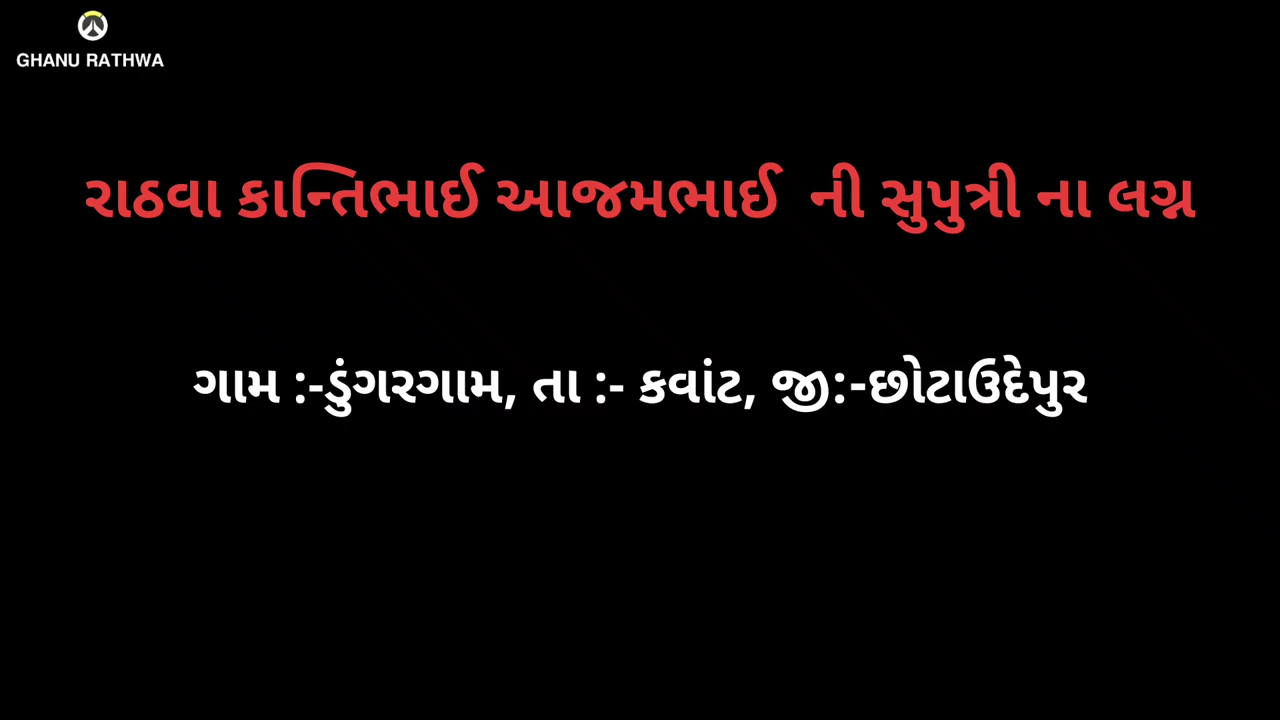 GHANU RATHWA
રાઠવા કાન્તિભાઈ આજમભાઈ ની સુપુત્રી ના લગ્ન
ગામ :-ડુંગરગામ, તા :- કવાંટ, જી:-છોટાઉદેપુર